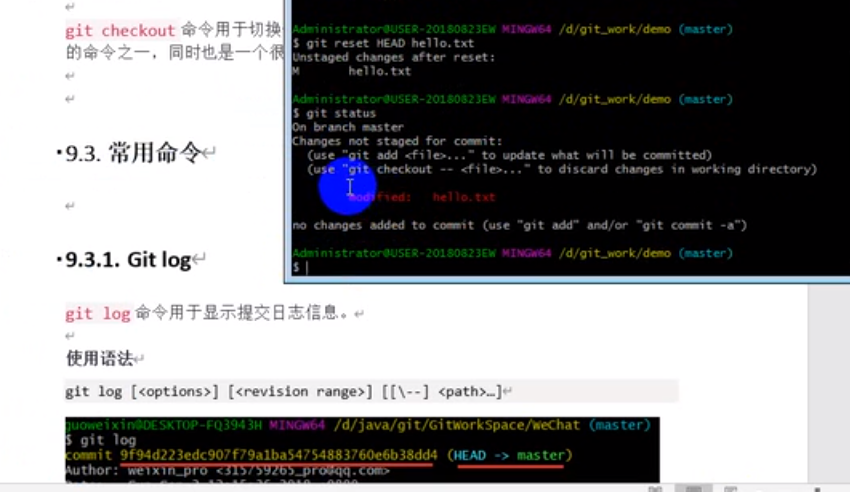 git checkout 命令用于切换
的命令之一，同时也是一个很
9.3. 常用命令
9.3.1. Git log
git log 命令用于显示提交日志信息。
使用语法
git log [<options>] [<revision range>] [[\--] <path>…]
guoweixin@DESKTOP-FQ3943H MINGW64 /d/java/git/GitWorkSpace/WeChat (master)
$ git log
commit 9f94d223edc907f79a1ba54754883760e6b38dd4 (HEAD -> master)
Author: weixin_pro <315759265_pro@qq.com>
Administrator@USER-20180823EW MINGW64 /d/git_work/demo (master)
$ git reset HEAD hello.txt
Unstaged changes after reset:
M hello.txt
Administrator@USER-20180823EW MINGW64 /d/git_work/demo (master)
$ git status
On branch master
Changes not staged for commit:
(use "git add <file>..." to update what will be committed)
(use "git checkout -- <file>..." to discard changes in working directory)
modified: hello.txt
no changes added to commit (use "git add" and/or "git commit -a")
Administrator@USER-20180823EW MINGW64 /d/git_work/demo (master)
$